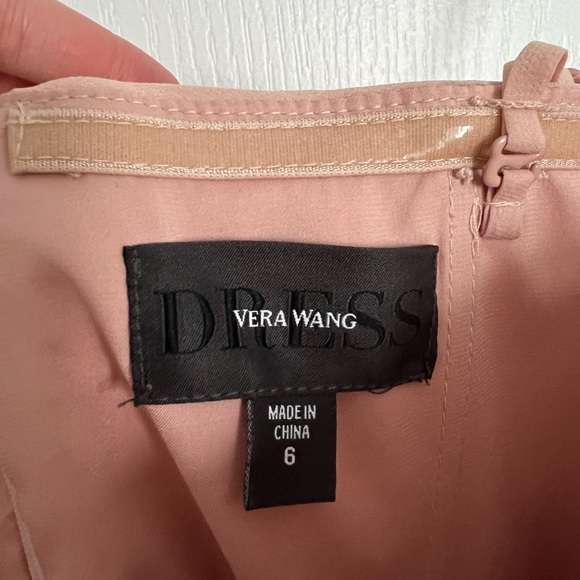 DRESS
VERA WANG
MADE IN
CHINA
6